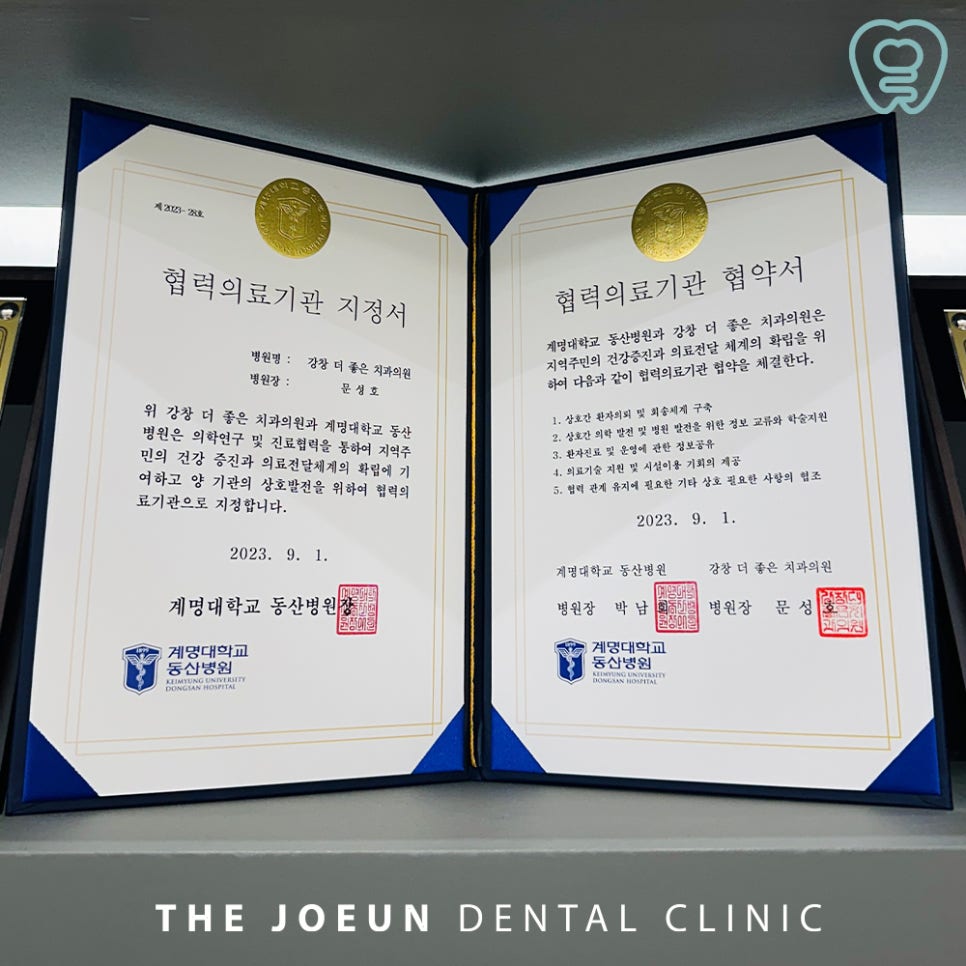 제 2023- 28호
협력의료기관 지정서
병원명 : 강창 더 좋은 치과의원
병원장 : 문 성 호
위 강창 더 좋은 치과의원과 계명대학교 동산
병원은 의학연구 및 진료협력을 통하여 지역주
민의 건강 증진과 의료전달체계의 확립에 기
여하고 양 기관의 상호발전을 위하여 협력의
료기관으로 지정합니다.
2023. 9. 1.
계명대학교 동산병원장
1899
계명대학교
동산병원
KEIMYUNG UNIVERSITY
DONGSAN HOSPITAL
협력의료기관 협약서
계명대학교 동산병원과 강창 더 좋은 치과의원은
지역주민의 건강증진과 의료전달 체계의 확립을 위
하여 다음과 같이 협력의료기관 협약을 체결한다.
1. 상호간 환자의뢰 및 회송체계 구축
2. 상호간 의학 발전 및 병원 발전을 위한 정보 교류와 학술지원
3. 환자진료 및 운영에 관한 정보공유
4. 의료기술 지원 및 시설이용 기회의 제공
5. 협력 관계 유지에 필요한 기타 상호 필요한 사항의 협조
2023. 9. 1.
계명대학교 동산병원 강창 더 좋은 치과의원
병원장 박 남 희 병원장 문 성 호
1899
계명대학교
동산병원
KEIMYUNG UNIVERSITY
DONGSAN HOSPITAL
THE JOEUN DENTAL CLINIC